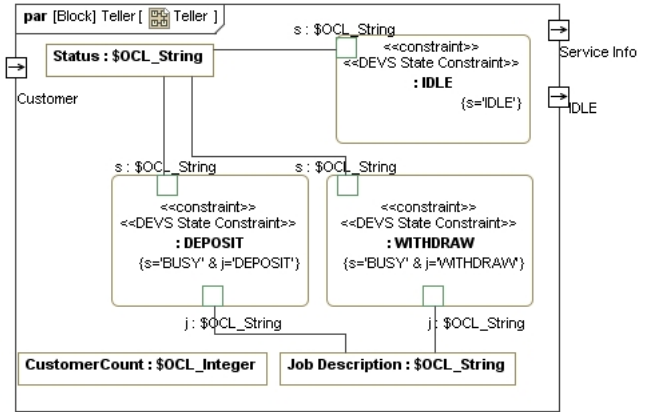 par [Block] Teller [ Teller ]
s : $OCL_String
Service Info
Status : $OCL_String
<<constraint>>
<<DEVS State Constraint>>
: IDLE
{s='IDLE'}
Customer
IDLE
s : $OCL_String
s : $OCL_String
<<constraint>>
<<DEVS State Constraint>>
: DEPOSIT
{s='BUSY' & j='DEPOSIT'}
<<constraint>>
<<DEVS State Constraint>>
: WITHDRAW
{s='BUSY' & j='WITHDRAW'}
j : $OCL_String
j : $OCL_String
CustomerCount : $OCL_Integer
Job Description : $OCL_String